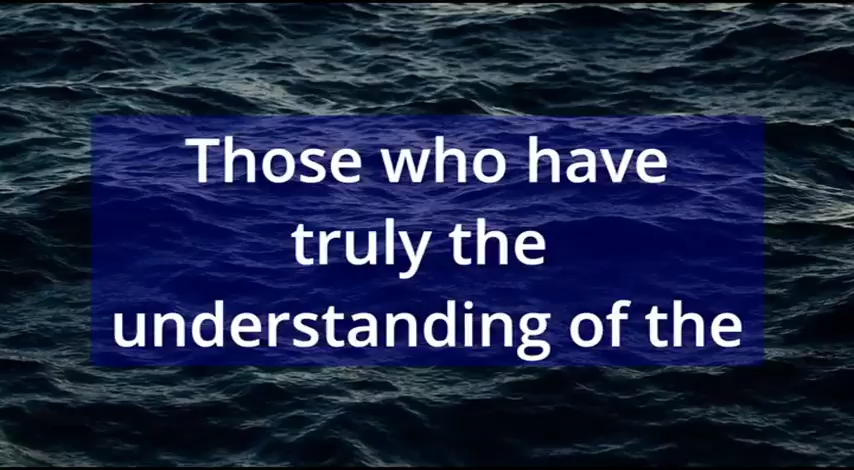 Those who have
truly the
understanding of the